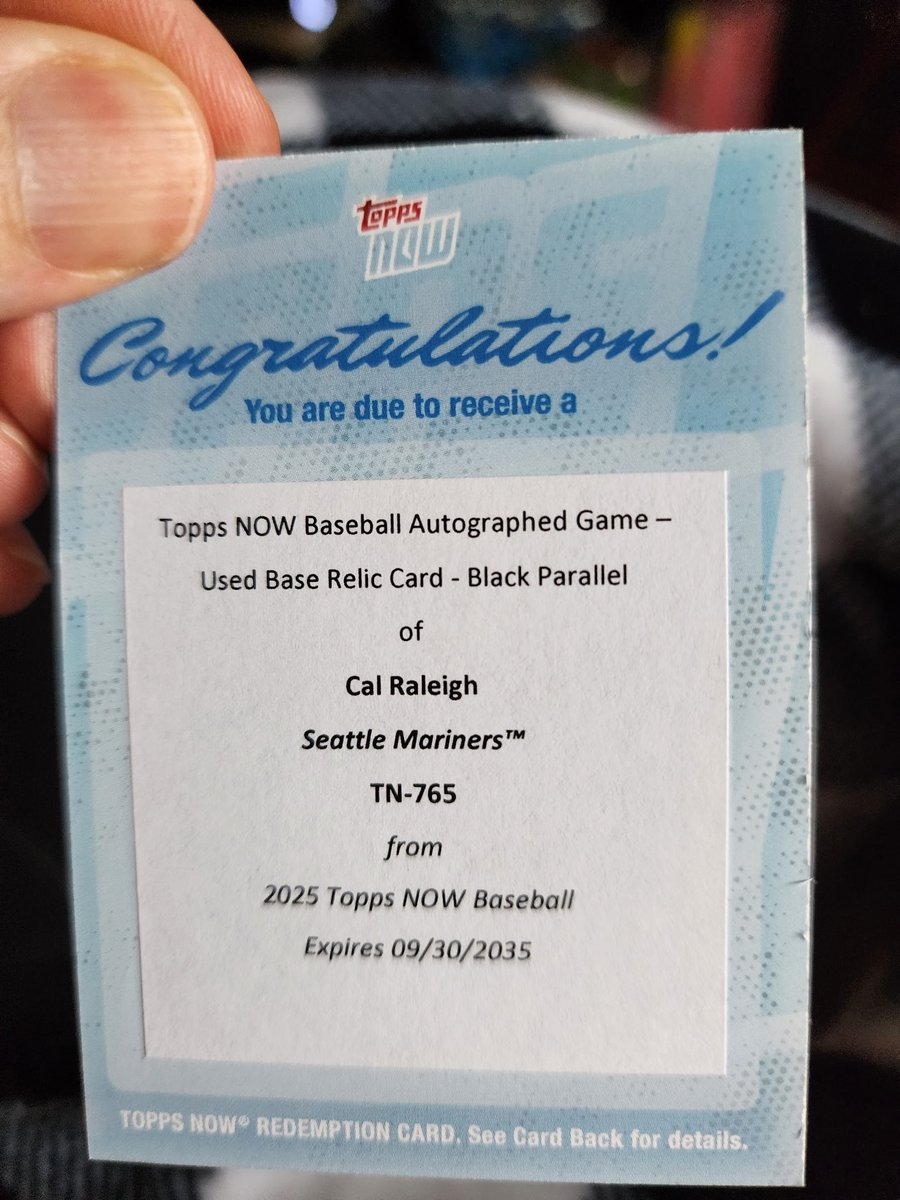 topps
NOW
Congratulations!
You are due to receive a
Topps NOW Baseball Autographed Game –
Used Base Relic Card - Black Parallel
of
Cal Raleigh
Seattle Mariners™
TN-765
from
2025 Topps NOW Baseball
Expires 09/30/2035
TOPPS NOW® REDEMPTION CARD. See Card Back for details.